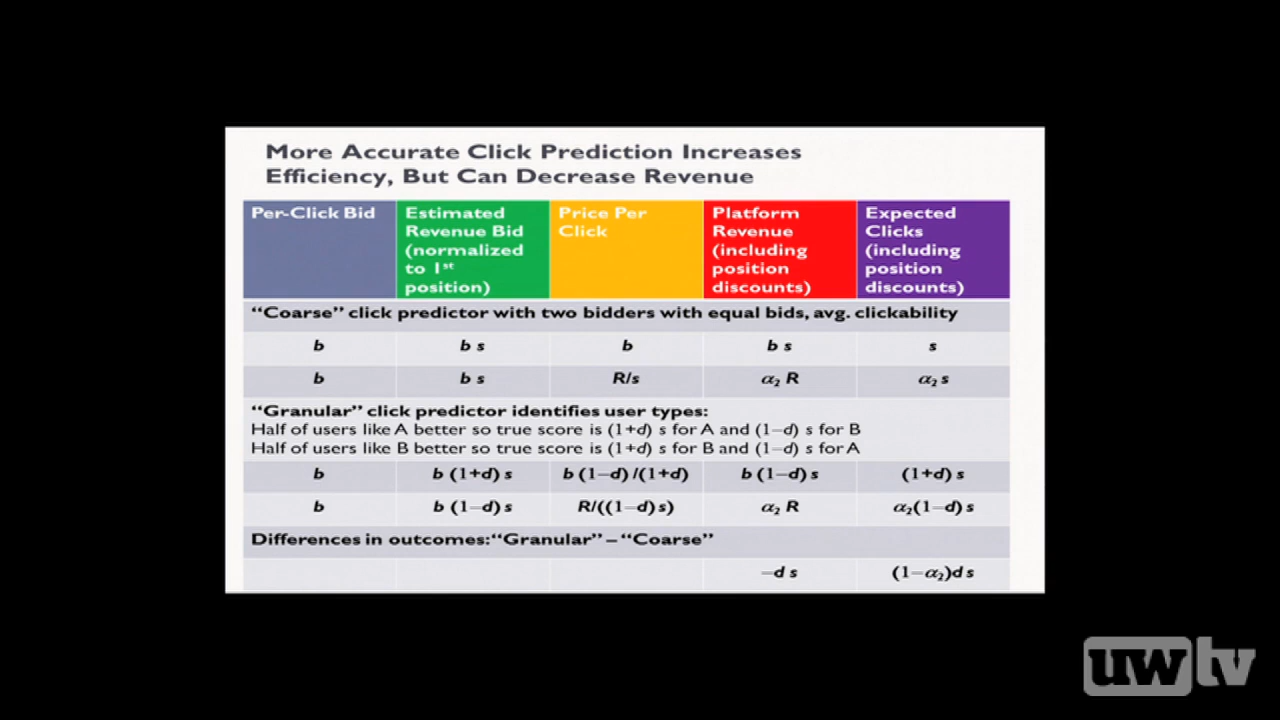 More Accurate Click Prediction Increases
Efficiency, But Can Decrease Revenue
Per-Click Bid
Estimated
Revenue Bid
(normalized
to 1st
position)
Price Per
Click
Platform
Revenue
(including
position
discounts)
Expected
Clicks
(including
position
discounts)
“Coarse” click predictor with two bidders with equal bids, avg. clickability
b b s b b s s
b b s R/s α₂ R α₂ s
“Granular” click predictor identifies user types:
Half of users like A better so true score is (1+d) s for A and (1–d) s for B
Half of users like B better so true score is (1+d) s for B and (1–d) s for A
b b (1+d) s b (1–d) /(1+d) b (1–d) s (1+d) s
b b (1–d) s R/((1–d) s) α₂ R α₂(1–d) s
Differences in outcomes: “Granular” – “Coarse”
–d s (1–α₂)d s
uwtv